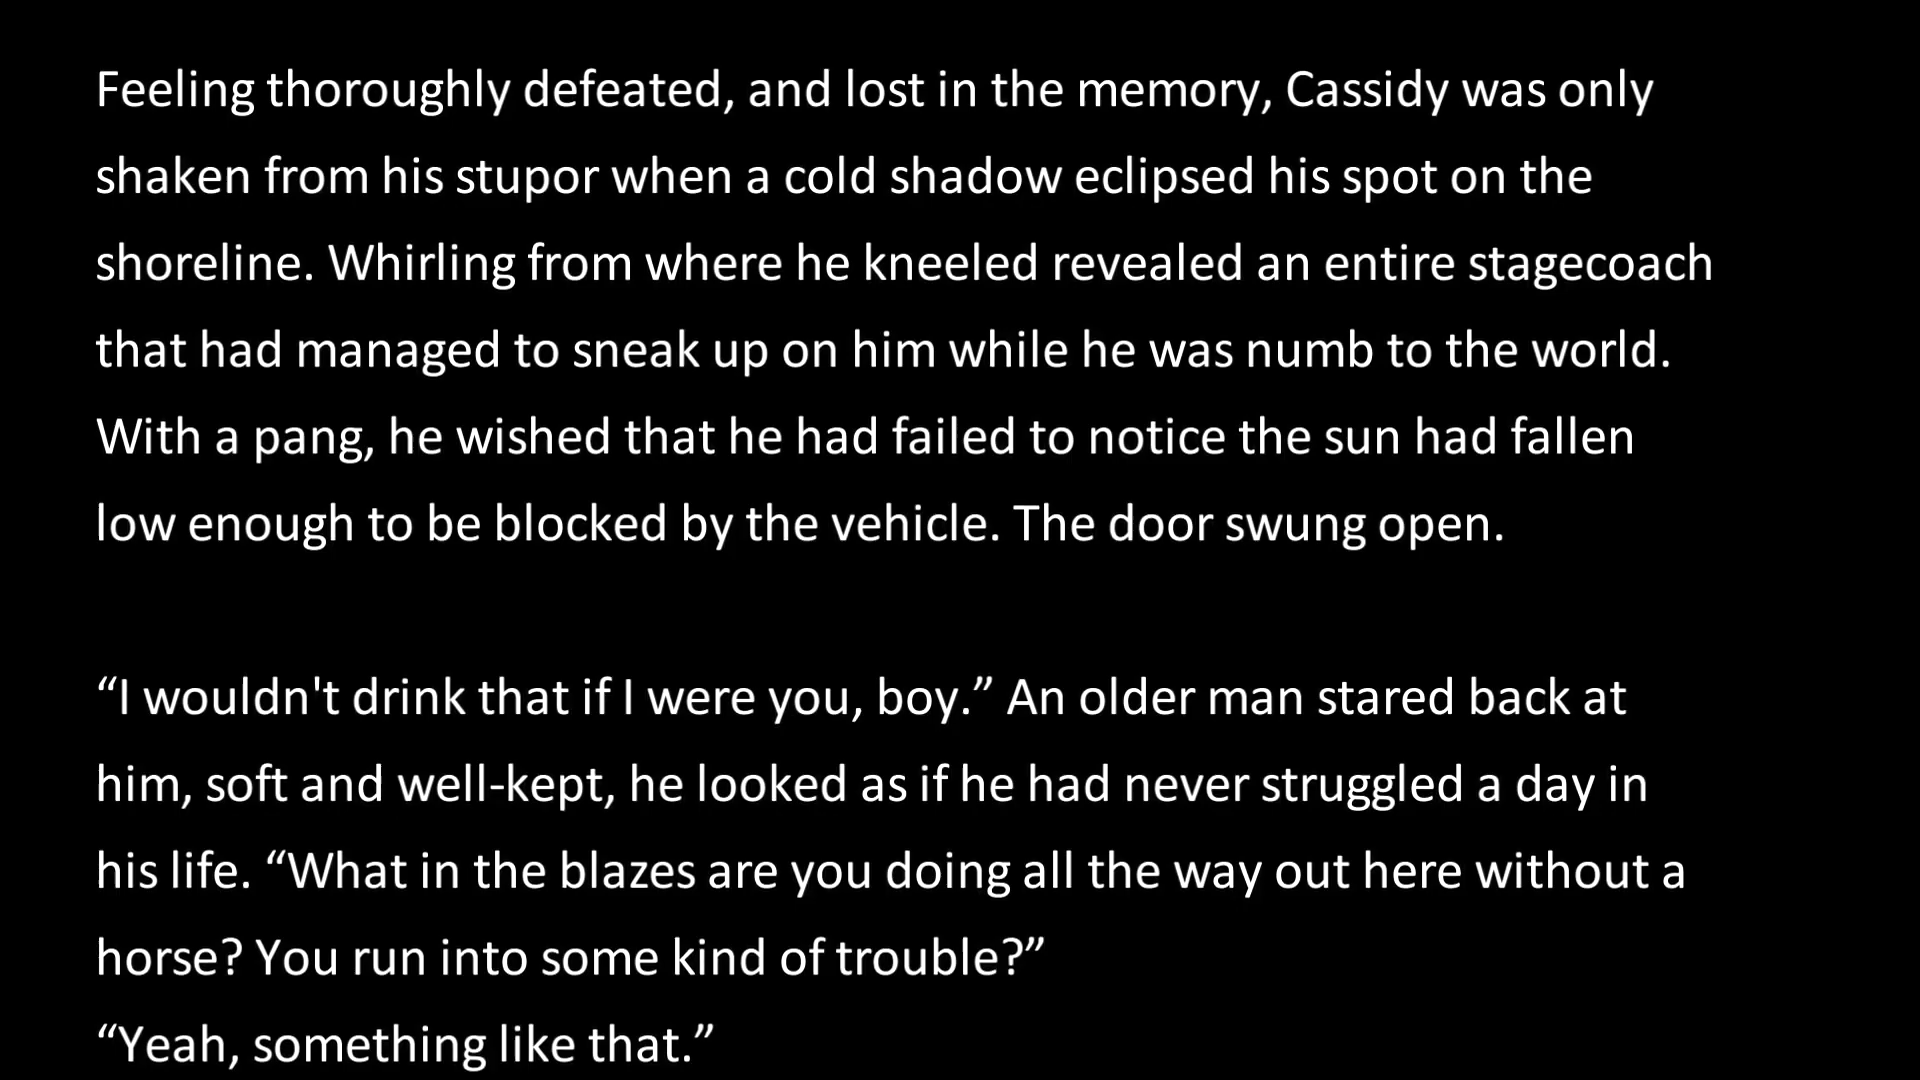 Feeling thoroughly defeated, and lost in the memory, Cassidy was only
shaken from his stupor when a cold shadow eclipsed his spot on the
shoreline. Whirling from where he kneeled revealed an entire stagecoach
that had managed to sneak up on him while he was numb to the world.
With a pang, he wished that he had failed to notice the sun had fallen
low enough to be blocked by the vehicle. The door swung open.
“I wouldn't drink that if I were you, boy.” An older man stared back at
him, soft and well-kept, he looked as if he had never struggled a day in
his life. “What in the blazes are you doing all the way out here without a
horse? You run into some kind of trouble?”
“Yeah, something like that.”